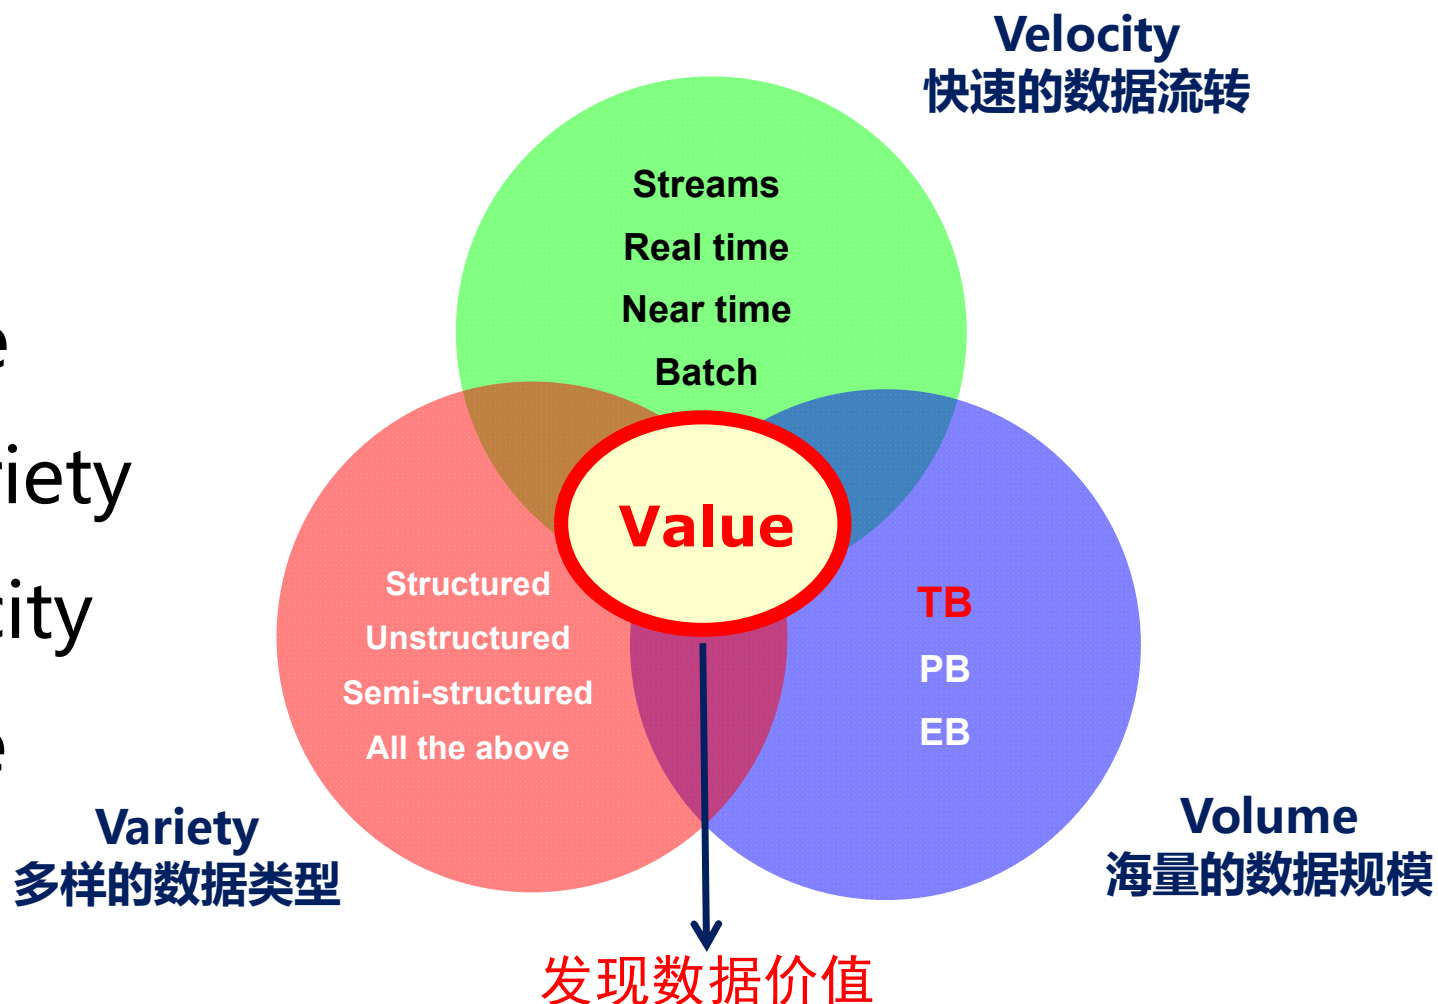 Velocity
快速的数据流转
Streams
Real time
Near time
Batch
Value
Structured
Unstructured
Semi-structured
All the above
TB
PB
EB
e
riety
city
e
Variety
多样的数据类型
Volume
海量的数据规模
发现数据价值